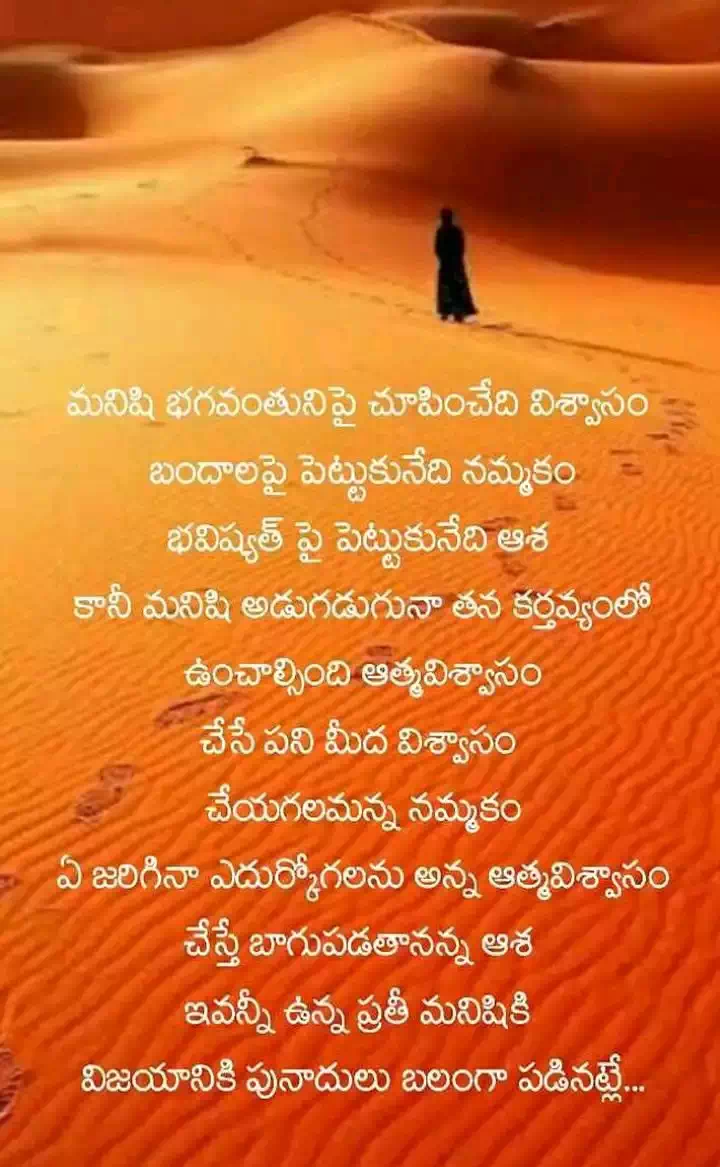 మనిషి భగవంతునిపై చూపించేది విశ్వాసం
బందాలపై పెట్టుకునేది నమ్మకం
భవిష్యత్ పై పెట్టుకునేది ఆశ
కానీ మనిషి అడుగడుగునా తన కర్తవ్యంలో
ఉంచాల్సింది ఆత్మవిశ్వాసం
చేసే పని మీద విశ్వాసం
చేయగలమన్న నమ్మకం
ఏ జరిగినా ఎదుర్కోగలను అన్న ఆత్మవిశ్వాసం
చేస్తే బాగుపడతానన్న ఆశ
ఇవన్నీ ఉన్న ప్రతీ మనిషికి
విజయానికి పునాదులు బలంగా పడినట్లే...